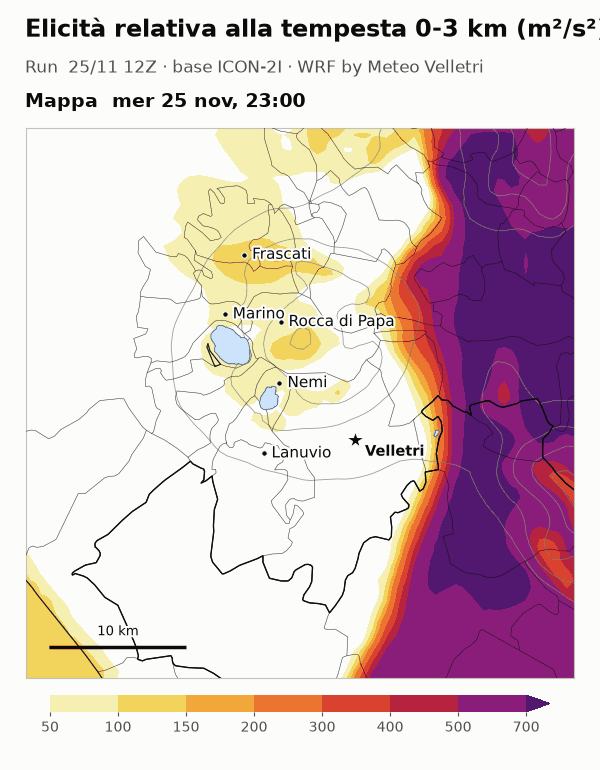 Elicità relativa alla tempesta 0-3 km (m²/s²)
Run  25/11 12Z · base ICON-2I · WRF by Meteo Velletri
Mappa  mer 25 nov, 23:00
Frascati
Marino
Rocca di Papa
Nemi
Velletri
Lanuvio
10 km
50 100 150 200 300 400 500 700